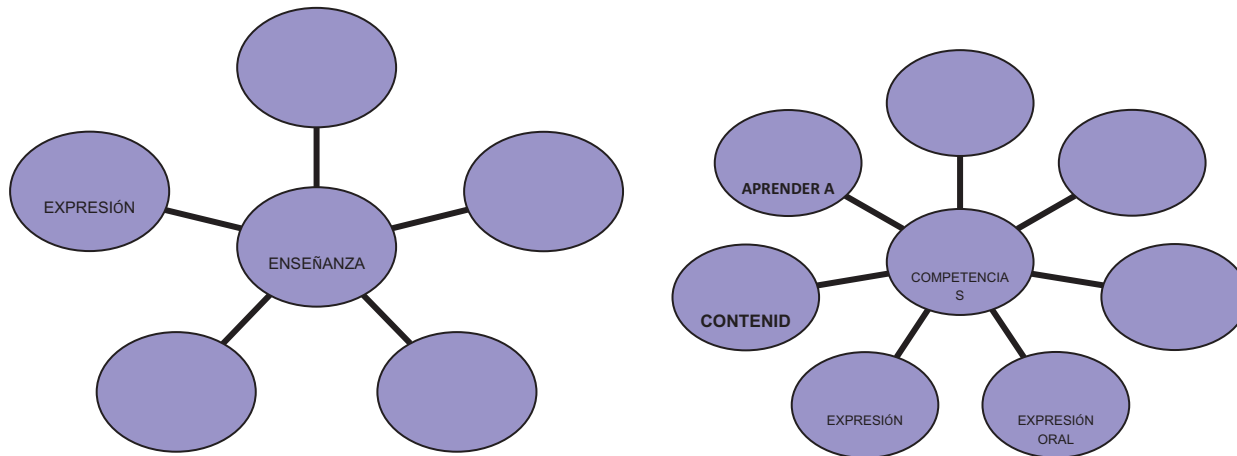 EXPRESIÓN
ENSEÑANZA
APRENDER A
CONTENID
COMPETENCIA
S
EXPRESIÓN
EXPRESIÓN
ORAL